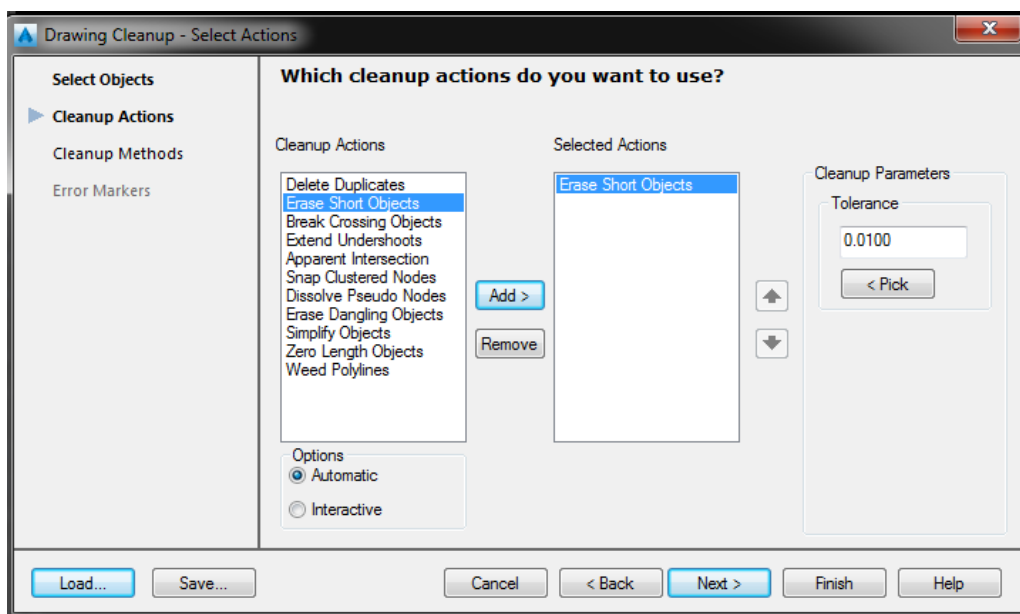 Drawing Cleanup - Select Actions
Select Objects
Cleanup Actions
Cleanup Methods
Error Markers
Which cleanup actions do you want to use?
Cleanup Actions
Delete Duplicates
Erase Short Objects
Break Crossing Objects
Extend Undershoots
Apparent Intersection
Snap Clustered Nodes
Dissolve Pseudo Nodes
Erase Dangling Objects
Simplify Objects
Zero Length Objects
Weed Polylines
Options
Automatic
Interactive
Add >
Remove
Selected Actions
Erase Short Objects
Cleanup Parameters
Tolerance
0.0100
< Pick
Load...
Save...
Cancel
< Back
Next >
Finish
Help